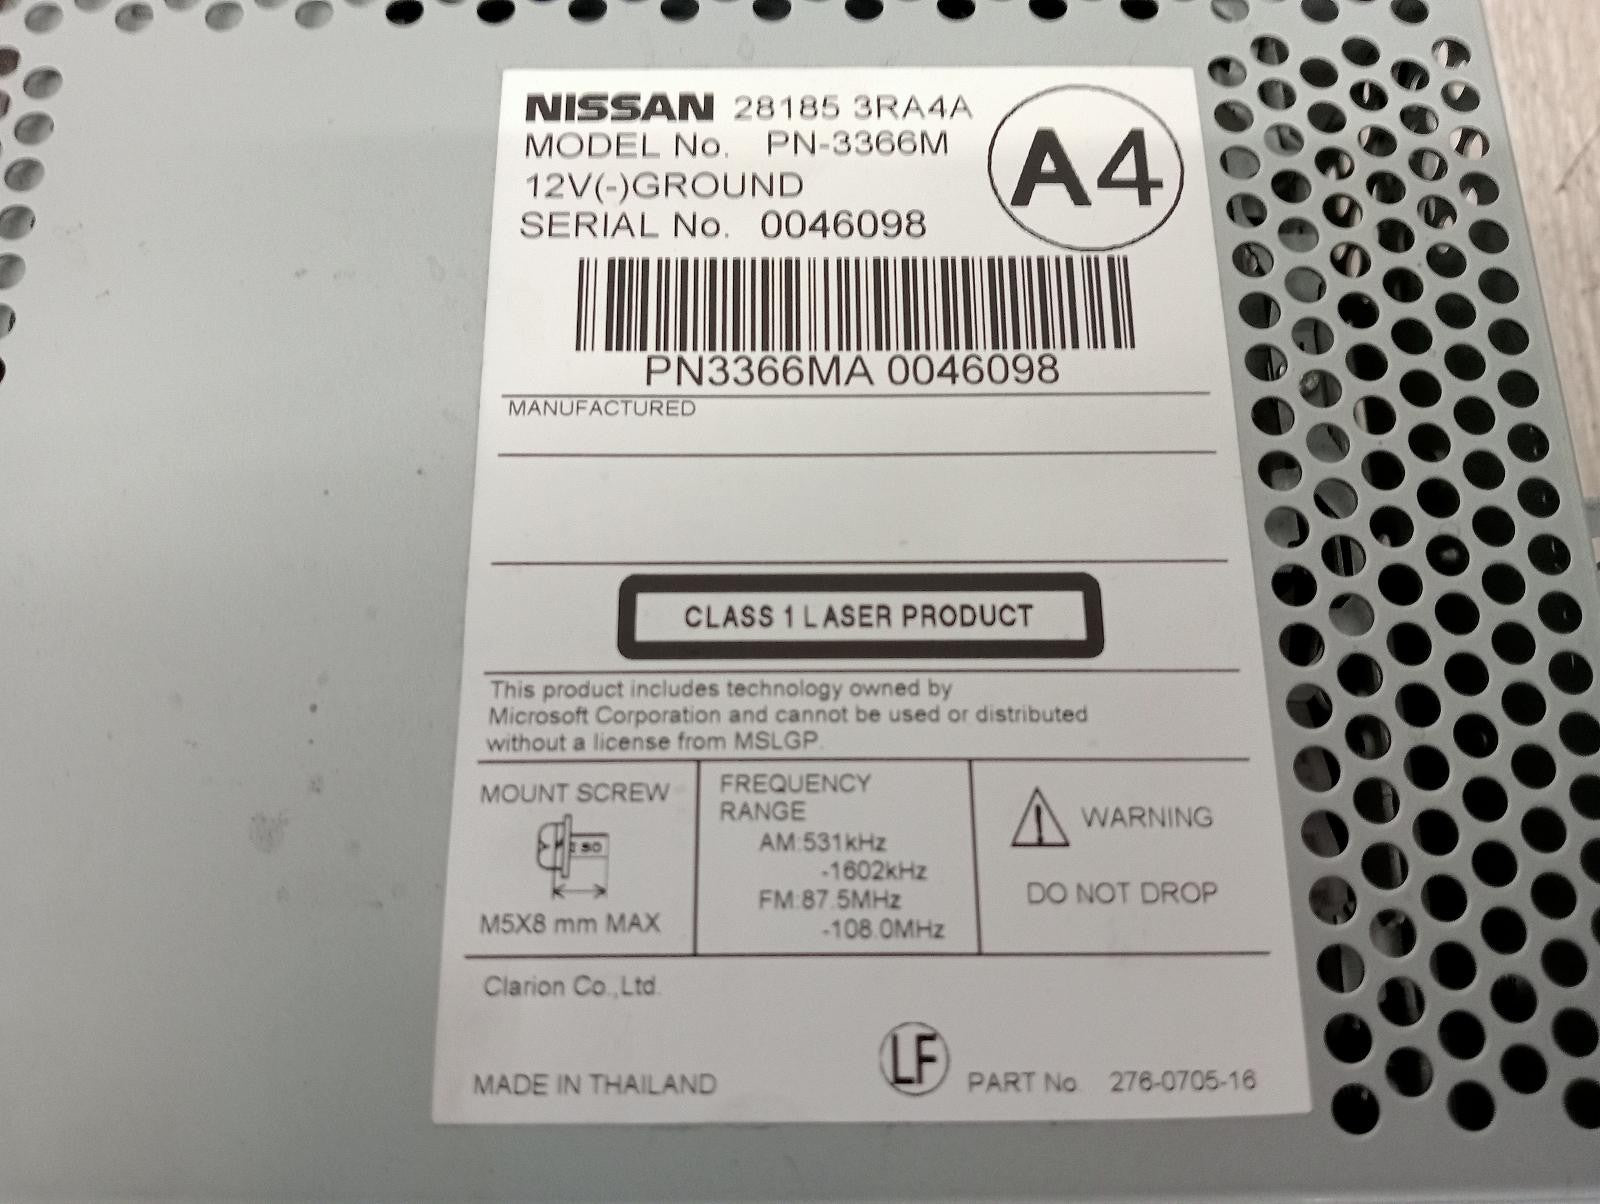 NISSAN 28185 3RA4A
MODEL No. PN-3366M
12V(-)GROUND
SERIAL No. 0046098
A4
PN3366MA 0046098
MANUFACTURED
CLASS 1 LASER PRODUCT
This product includes technology owned by
Microsoft Corporation and cannot be used or distributed
without a license from MSLGP.
MOUNT SCREW
ISO
M5X8 mm MAX
FREQUENCY
RANGE
AM:531kHz
-1602kHz
FM:87.5MHz
-108.0MHz
WARNING
DO NOT DROP
Clarion Co.,Ltd.
MADE IN THAILAND
LF
PART No. 276-0705-16